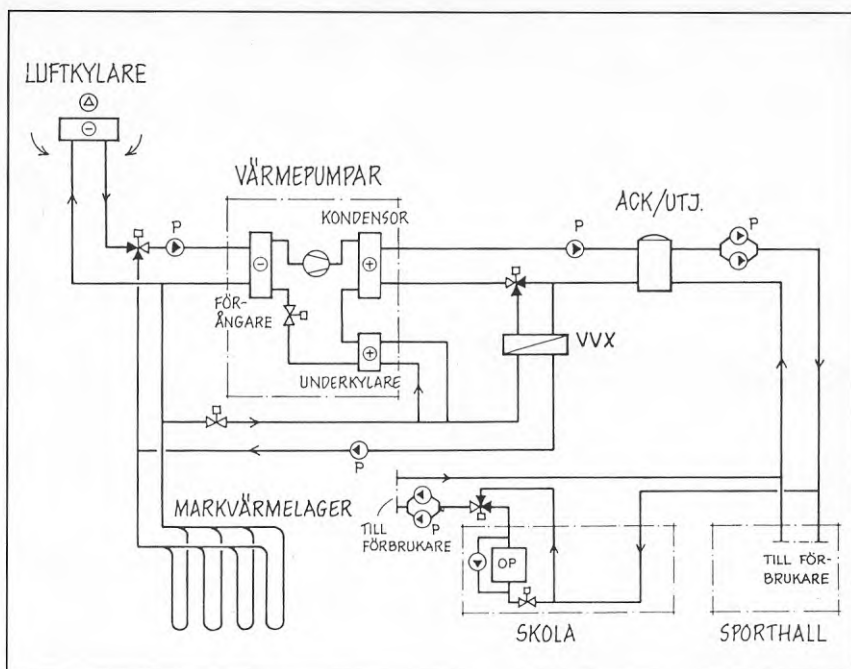 LUFTKYLARE
VÄRMEPUMPAR
KONDENSOR
ACK/UTJ.
P
P
P
FÖR-
ÅNGARE
VVX
UNDERKYLARE
P
MARKVÄRMELAGER
TILL
FÖRBRUKARE
P
OP
TILL FÖR-
BRUKARE
SKOLA
SPORTHALL